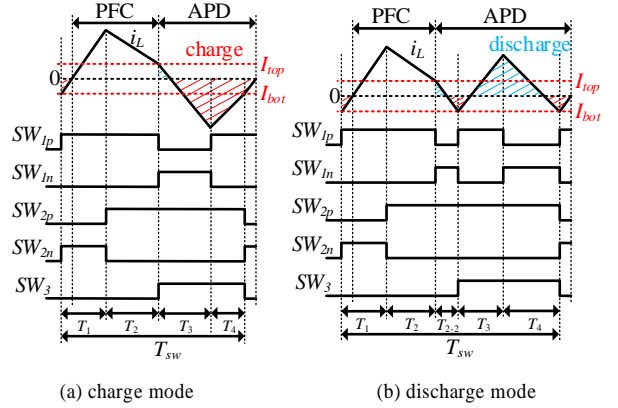 PFC APD
i_L
charge
I_top
0
I_bot
SW_1p
SW_1n
SW_2p
SW_2n
SW_3
T_1 T_2 T_3 T_4
T_sw
(a) charge mode
PFC APD
i_L
discharge
I_top
0
I_bot
SW_1p
SW_1n
SW_2p
SW_2n
SW_3
T_1 T_2 T_2-2 T_3 T_4
T_sw
(b) discharge mode